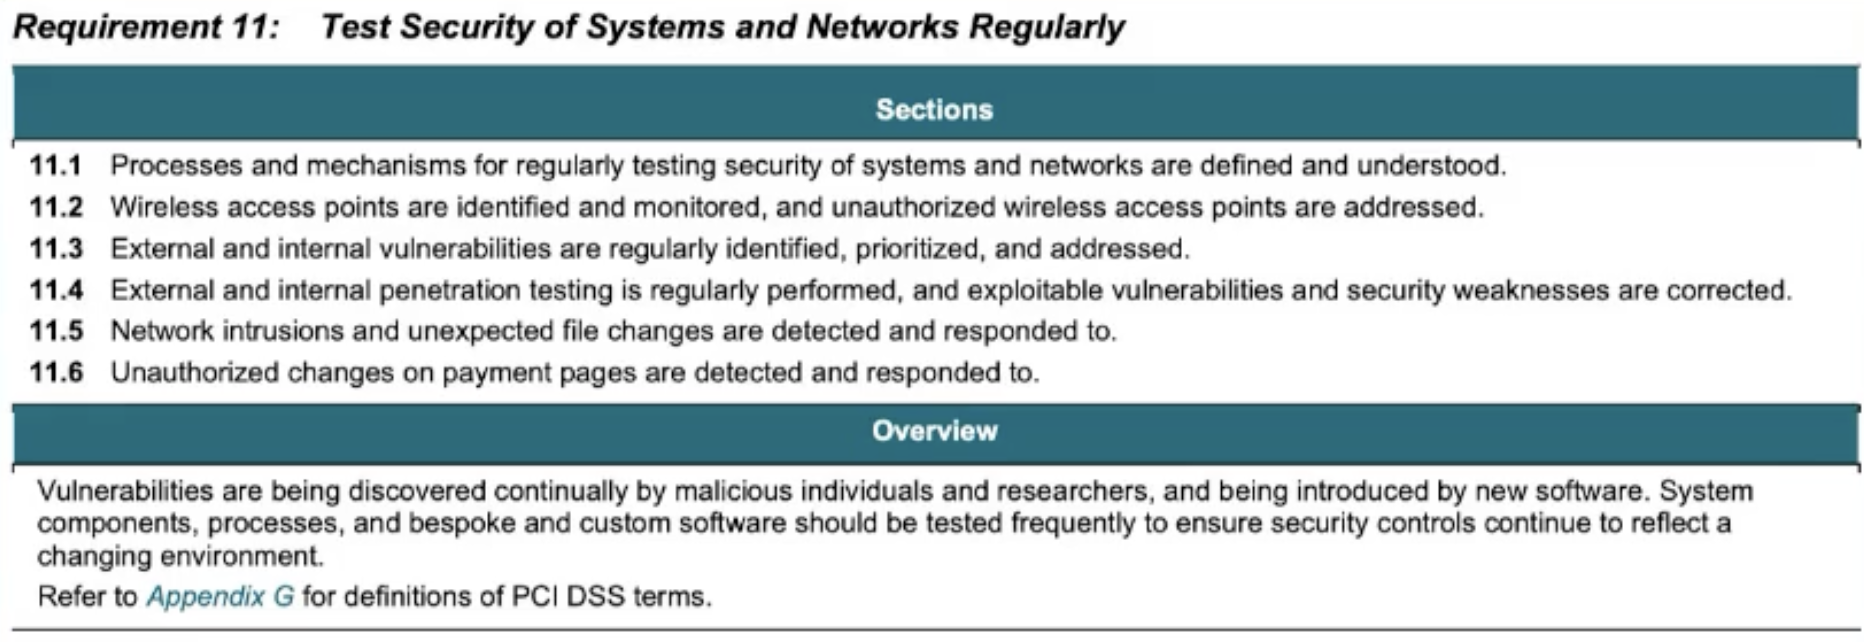 Requirement 11: Test Security of Systems and Networks Regularly
Sections
11.1 Processes and mechanisms for regularly testing security of systems and networks are defined and understood.
11.2 Wireless access points are identified and monitored, and unauthorized wireless access points are addressed.
11.3 External and internal vulnerabilities are regularly identified, prioritized, and addressed.
11.4 External and internal penetration testing is regularly performed, and exploitable vulnerabilities and security weaknesses are corrected.
11.5 Network intrusions and unexpected file changes are detected and responded to.
11.6 Unauthorized changes on payment pages are detected and responded to.
Overview
Vulnerabilities are being discovered continually by malicious individuals and researchers, and being introduced by new software. System
components, processes, and bespoke and custom software should be tested frequently to ensure security controls continue to reflect a
changing environment.
Refer to Appendix G for definitions of PCI DSS terms.